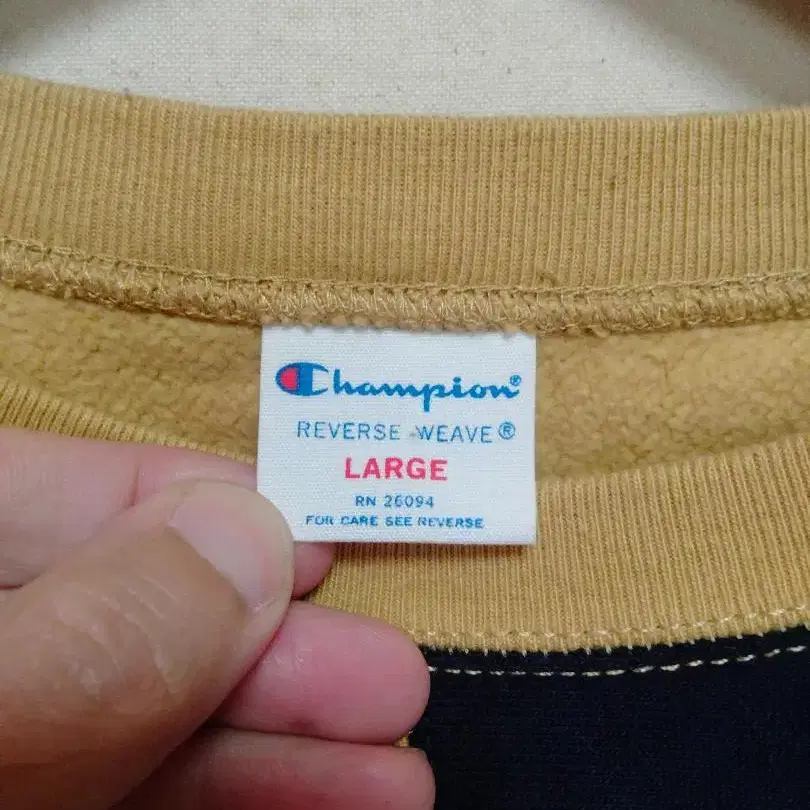 Champion®
REVERSE WEAVE®
LARGE
RN 26094
FOR CARE SEE REVERSE